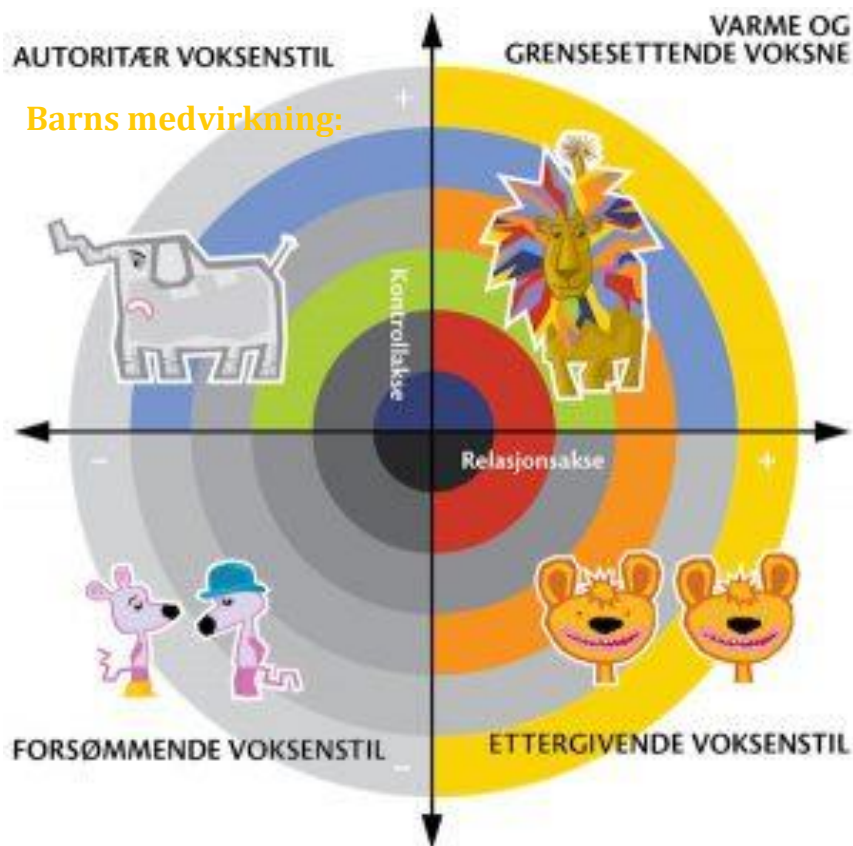 AUTORITÆR VOKSENSTIL
VARME OG
GRENSESETTENDE VOKSNE
+
Barns medvirkning:
Kontrollakse
Relasjonsakse
–
+
FORSØMMENDE VOKSENSTIL
ETTERGIVENDE VOKSENSTIL
–